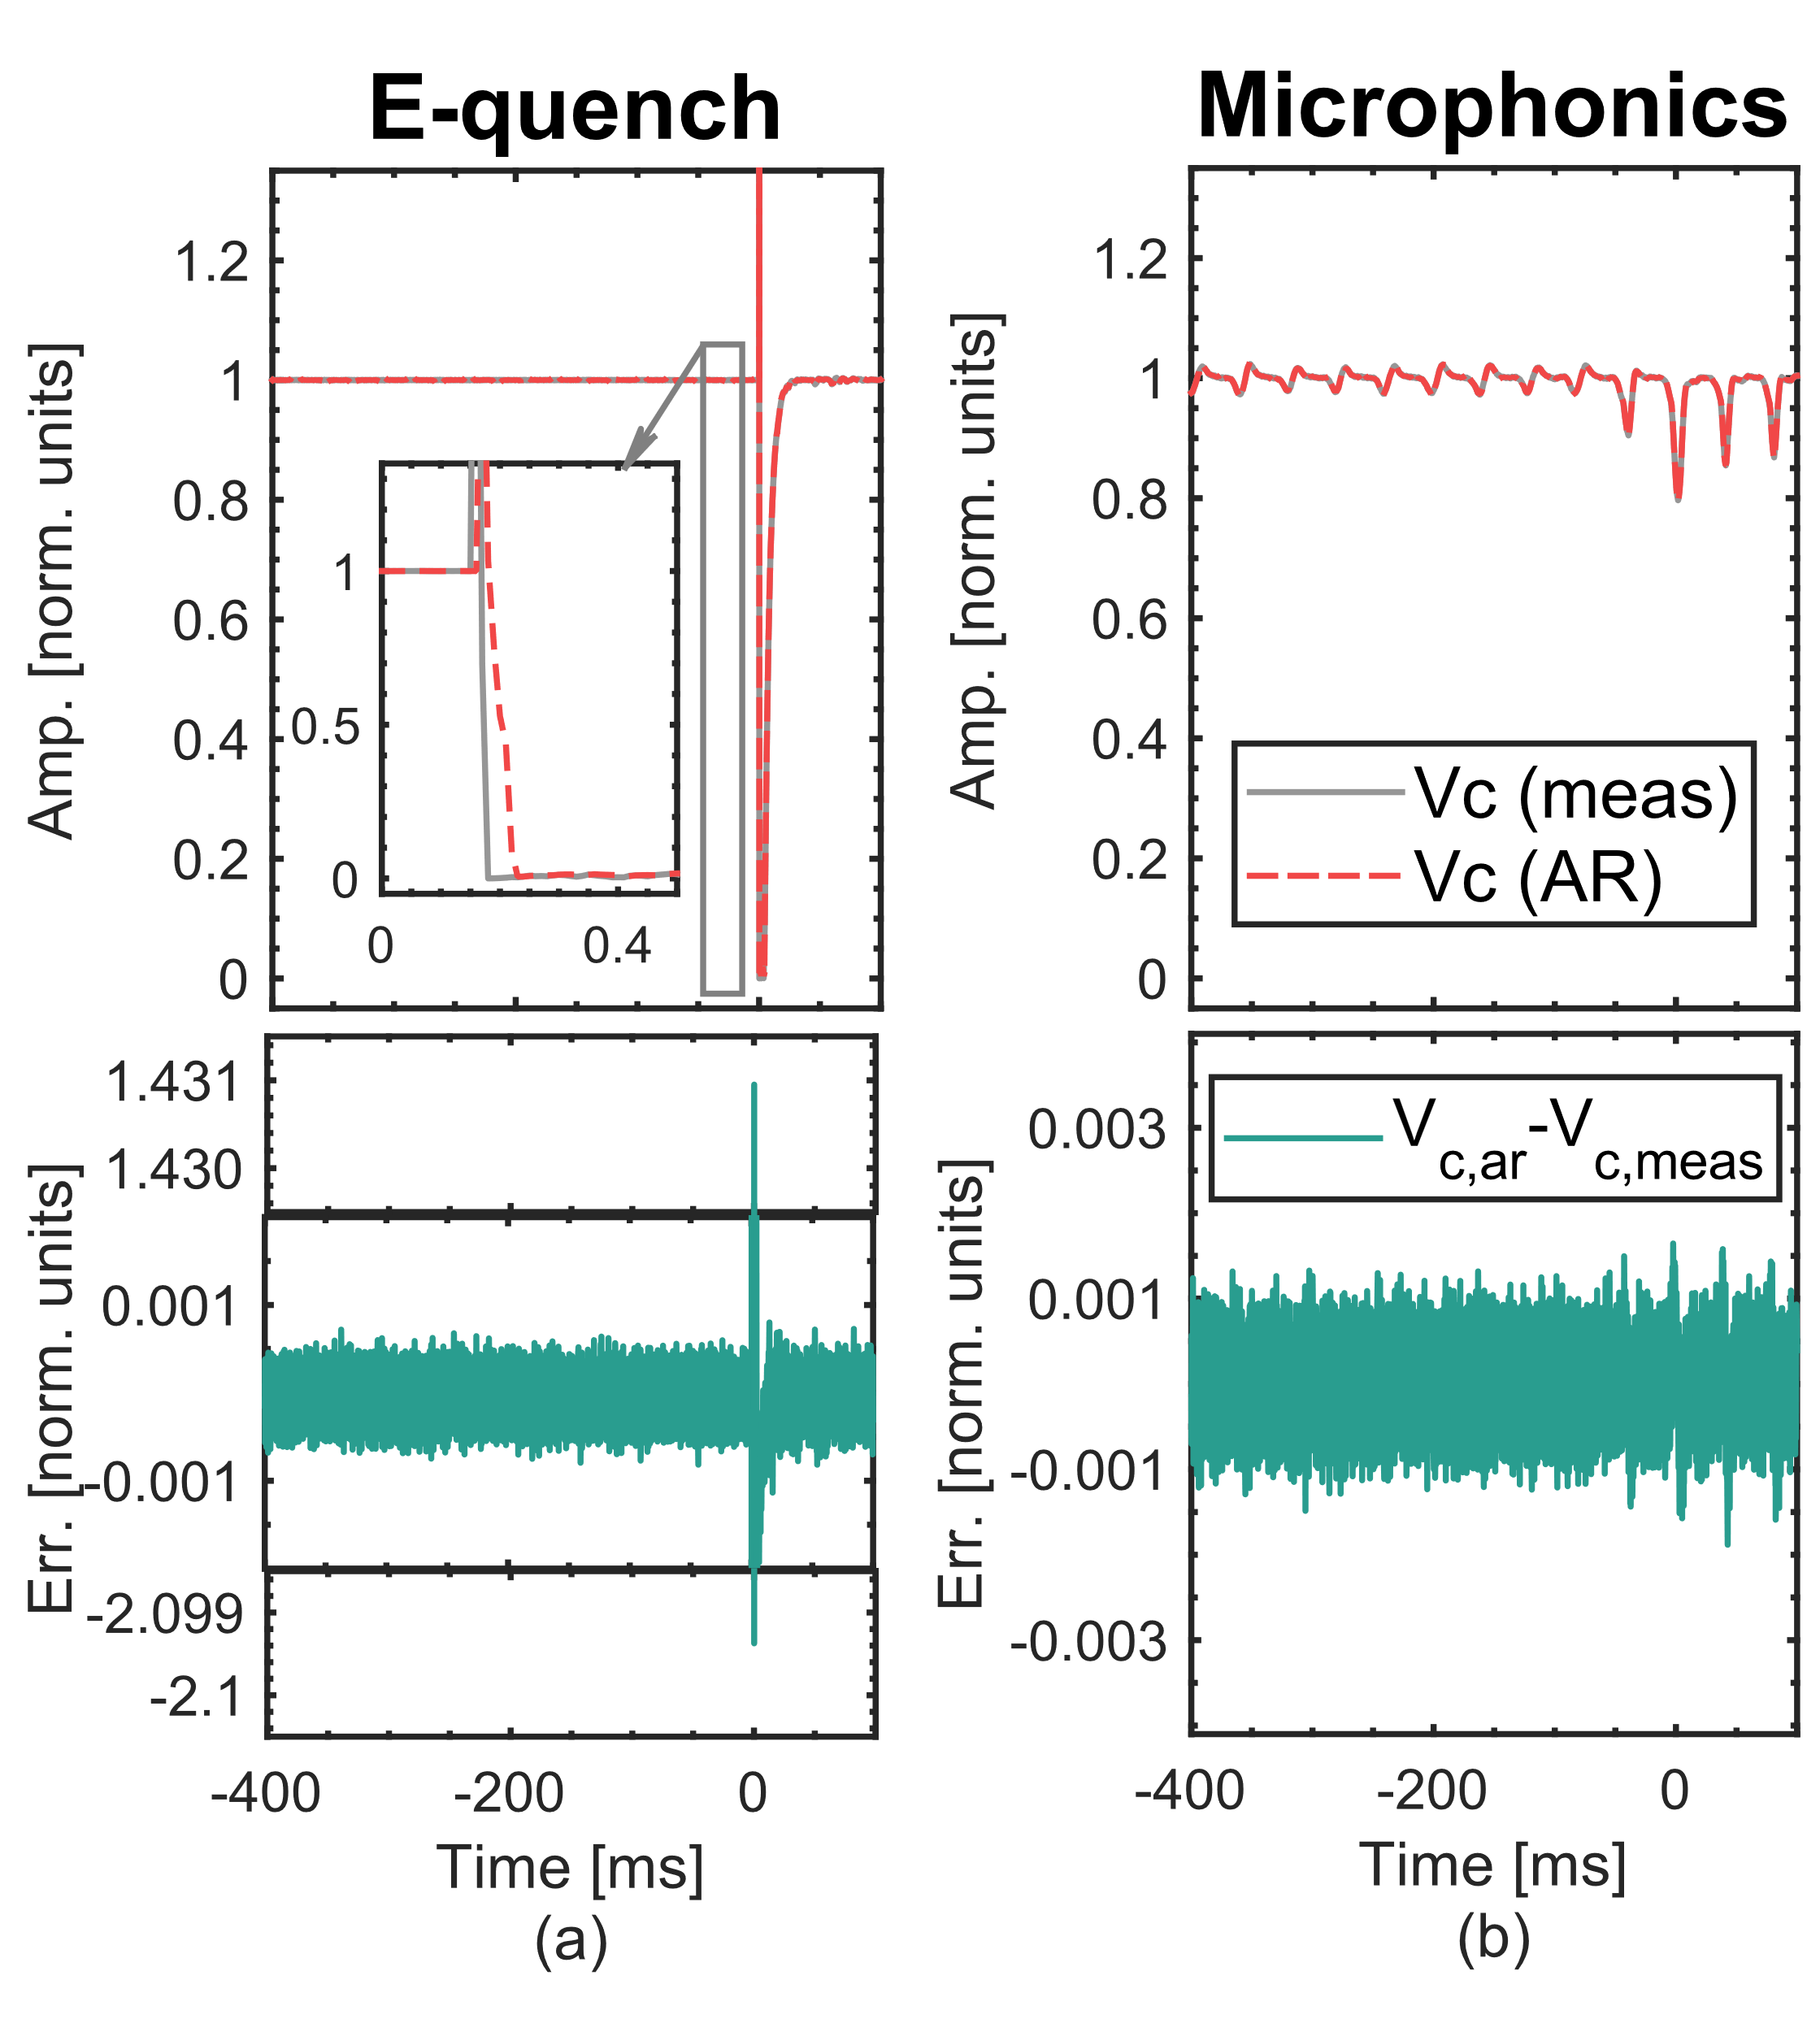 E-quench
Amp. [norm. units]
1.2
1
0.8
0.6
0.4
0.2
0
1
0.5
0
0
0.4
Err. [norm. units]
1.431
1.430
0.001
-0.001
-2.099
-2.1
-400
-200
0
Time [ms]
(a)
Microphonics
Amp. [norm. units]
1.2
1
0.8
0.6
0.4
0.2
0
Vc (meas)
Vc (AR)
Err. [norm. units]
0.003
0.001
-0.001
-0.003
Vc,ar-Vc,meas
-400
-200
0
Time [ms]
(b)